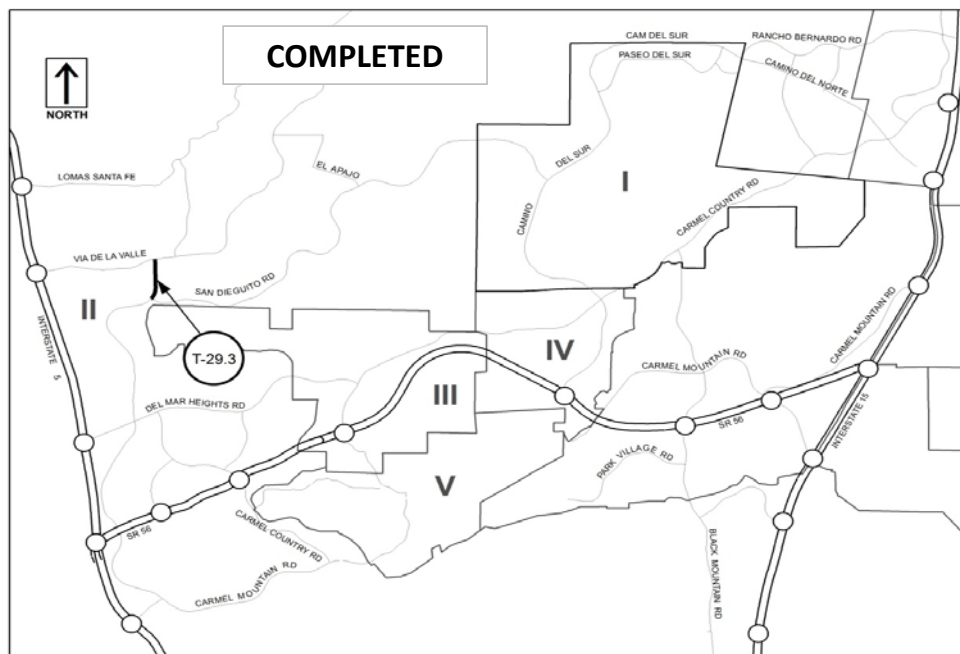 COMPLETED
NORTH
CAM DEL SUR
PASEO DEL SUR
RANCHO BERNARDO RD
CAMINO DEL NORTE
LOMAS SANTA FE
EL APAJO
DEL SUR
CAMINO
I
CARMEL COUNTRY RD
VIA DE LA VALLE
SAN DIEGUITO RD
II
INTERSTATE 5
T-29.3
IV
CARMEL MOUNTAIN RD
CARMEL MOUNTAIN RD
III
DEL MAR HEIGHTS RD
SR 56
INTERSTATE 15
PARK VILLAGE RD
V
SR 56
CARMEL COUNTRY RD
CARMEL MOUNTAIN RD
BLACK MOUNTAIN RD